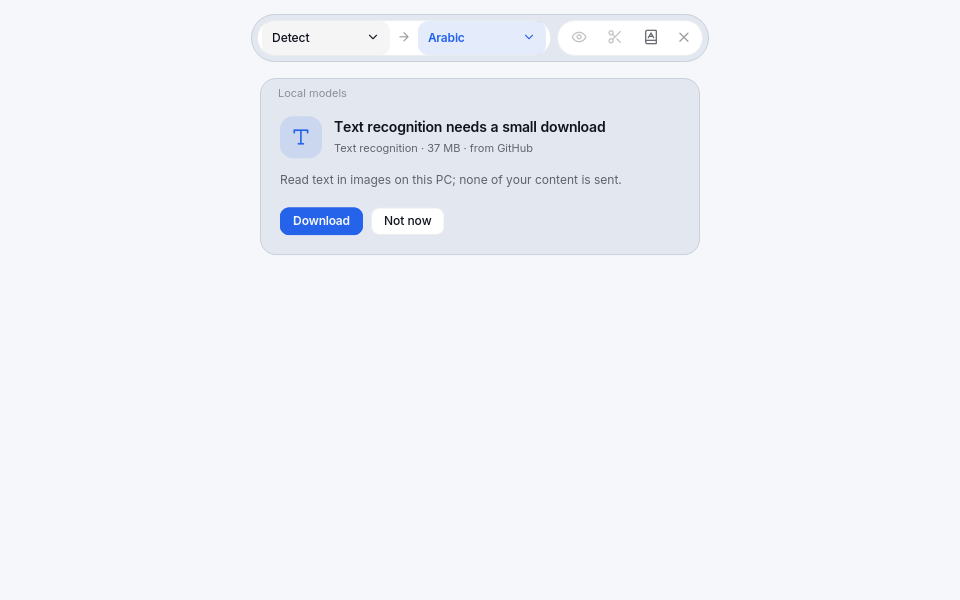 Detect
Arabic
Local models
Text recognition needs a small download
Text recognition · 37 MB · from GitHub
Read text in images on this PC; none of your content is sent.
Download
Not now